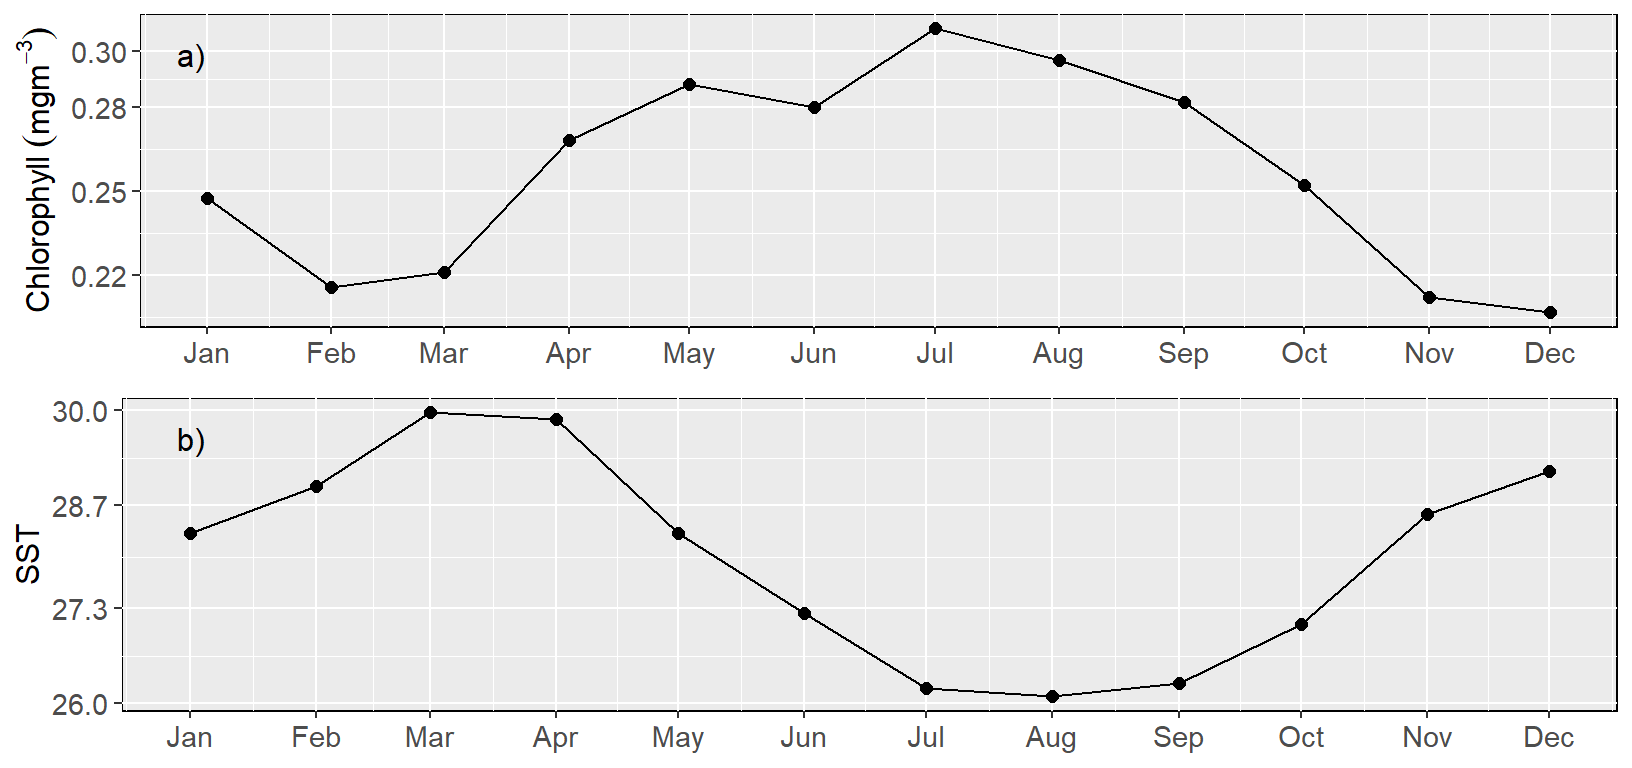 Chlorophyll (mgm⁻³)
a)
0.30
0.28
0.25
0.22
Jan Feb Mar Apr May Jun Jul Aug Sep Oct Nov Dec
SST
b)
30.0
28.7
27.3
26.0
Jan Feb Mar Apr May Jun Jul Aug Sep Oct Nov Dec